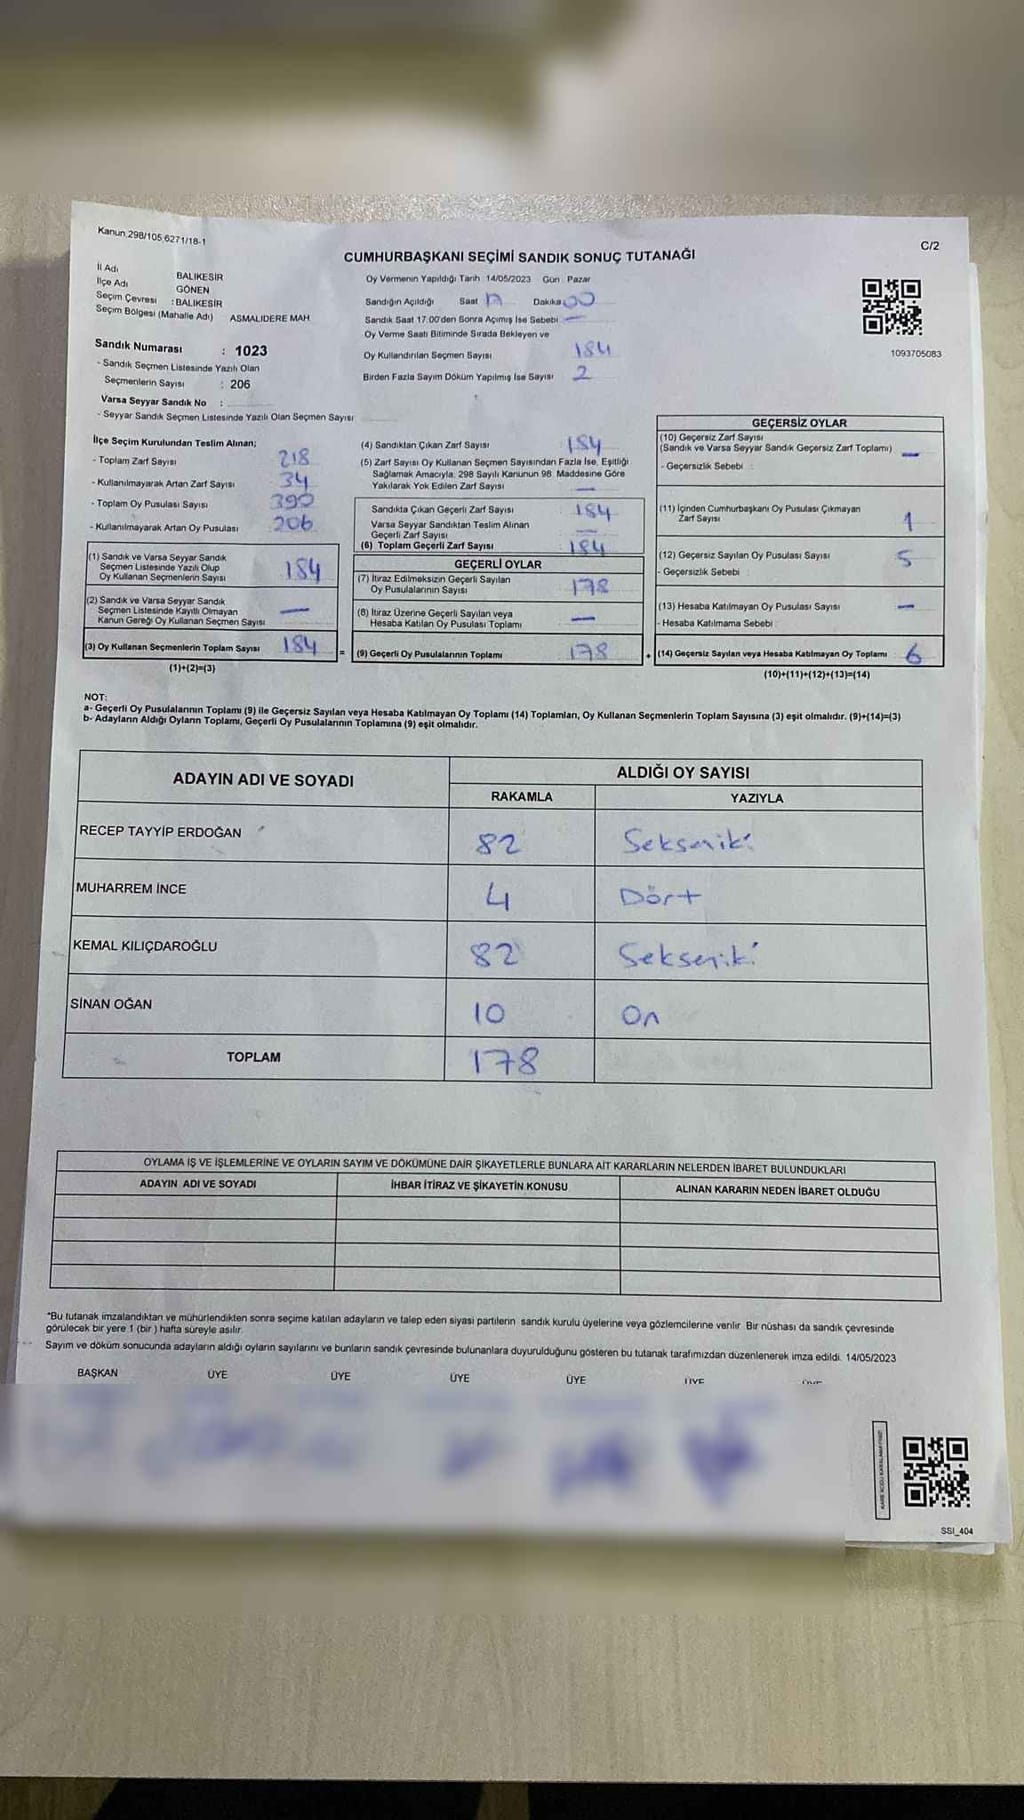 Kanun.298/105 6271/18-1
C/2
CUMHURBAŞKANI SEÇİMİ SANDIK SONUÇ TUTANAĞI
İl Adı BALIKESİR
İlçe Adı GÖNEN
Seçim Çevresi : BALIKESİR
Seçim Bölgesi (Mahalle Adı) ASMALIDERE MAH
Oy Vermenin Yapıldığı Tarih 14/05/2023 Gün Pazar
Sandığın Açıldığı Saat 17 Dakika 00
Sandık Saat 17:00'den Sonra Açımış İse Sebebi —
Oy Verme Saati Bitiminde Sırada Bekleyen ve
Oy Kullandırılan Seçmen Sayısı 184
Birden Fazla Sayım Döküm Yapılmış İse Sayısı 2
1093705083
Sandık Numarası : 1023
- Sandık Seçmen Listesinde Yazılı Olan
Seçmenlerin Sayısı : 206
Varsa Seyyar Sandık No :
- Seyyar Sandık Seçmen Listesinde Yazılı Olan Seçmen Sayısı
İlçe Seçim Kurulundan Teslim Alınan;
- Toplam Zarf Sayısı 218
- Kullanılmayarak Artan Zarf Sayısı 34
- Toplam Oy Pusulası Sayısı 390
- Kullanılmayarak Artan Oy Pusulası 206
(1) Sandık ve Varsa Seyyar Sandık
Seçmen Listesinde Yazılı Olup
Oy Kullanan Seçmenlerin Sayısı 184
(2) Sandık ve Varsa Seyyar Sandık
Seçmen Listesinde Kayıtlı Olmayan
Kanun Gereği Oy Kullanan Seçmen Sayısı —
(3) Oy Kullanan Seçmenlerin Toplam Sayısı 184
(1)+(2)=(3)
(4) Sandıktan Çıkan Zarf Sayısı 184
(5) Zarf Sayısı Oy Kullanan Seçmen Sayısından Fazla İse, Eşitliği
Sağlamak Amacıyla, 298 Sayılı Kanunun 98. Maddesine Göre
Yakılarak Yok Edilen Zarf Sayısı —
Sandıkta Çıkan Geçerli Zarf Sayısı 184
Varsa Seyyar Sandıktan Teslim Alınan
Geçerli Zarf Sayısı —
(6) Toplam Geçerli Zarf Sayısı 184
GEÇERLİ OYLAR
(7) İtiraz Edilmeksizin Geçerli Sayılan
Oy Pusulalarının Sayısı 178
(8) İtiraz Üzerine Geçerli Sayılan veya
Hesaba Katılan Oy Pusulası Toplamı —
= (9) Geçerli Oy Pusulalarının Toplamı 178
GEÇERSİZ OYLAR
(10) Geçersiz Zarf Sayısı
(Sandık ve Varsa Seyyar Sandık Geçersiz Zarf Toplamı) —
- Geçersizlik Sebebi :
(11) İçinden Cumhurbaşkanı Oy Pusulası Çıkmayan
Zarf Sayısı 1
(12) Geçersiz Sayılan Oy Pusulası Sayısı 5
- Geçersizlik Sebebi :
(13) Hesaba Katılmayan Oy Pusulası Sayısı —
- Hesaba Katılmama Sebebi :
+ (14) Geçersiz Sayılan veya Hesaba Katılmayan Oy Toplamı 6
(10)+(11)+(12)+(13)=(14)
NOT:
a- Geçerli Oy Pusulalarının Toplamı (9) ile Geçersiz Sayılan veya Hesaba Katılmayan Oy Toplamı (14) Toplamları, Oy Kullanan Seçmenlerin Toplam Sayısına (3) eşit olmalıdır. (9)+(14)=(3)
b- Adayların Aldığı Oyların Toplamı, Geçerli Oy Pusulalarının Toplamına (9) eşit olmalıdır.
ADAYIN ADI VE SOYADI ALDIĞI OY SAYISI
RAKAMLA YAZIYLA
RECEP TAYYİP ERDOĞAN 82 Sekseniki
MUHARREM İNCE 4 Dört
KEMAL KILIÇDAROĞLU 82 Sekseniki
SİNAN OĞAN 10 On
TOPLAM 178
OYLAMA İŞ VE İŞLEMLERİNE VE OYLARIN SAYIM VE DÖKÜMÜNE DAİR ŞİKAYETLERLE BUNLARA AİT KARARLARIN NELERDEN İBARET BULUNDUKLARI
ADAYIN ADI VE SOYADI İHBAR İTİRAZ VE ŞİKAYETİN KONUSU ALINAN KARARIN NEDEN İBARET OLDUĞU
*Bu tutanak imzalandıktan ve mühürlendikten sonra seçime katılan adayların ve talep eden siyasi partilerin sandık kurulu üyelerine veya gözlemcilerine verilir. Bir nüshası da sandık çevresinde
görülecek bir yere 1 (bir ) hafta süreyle asılır.
Sayım ve döküm sonucunda adayların aldığı oyların sayılarını ve bunların sandık çevresinde bulunanlara duyurulduğunu gösteren bu tutanak tarafımızdan düzenlenerek imza edildi. 14/05/2023
BAŞKAN ÜYE ÜYE ÜYE ÜYE ÜYE ÜYE
SSI_404